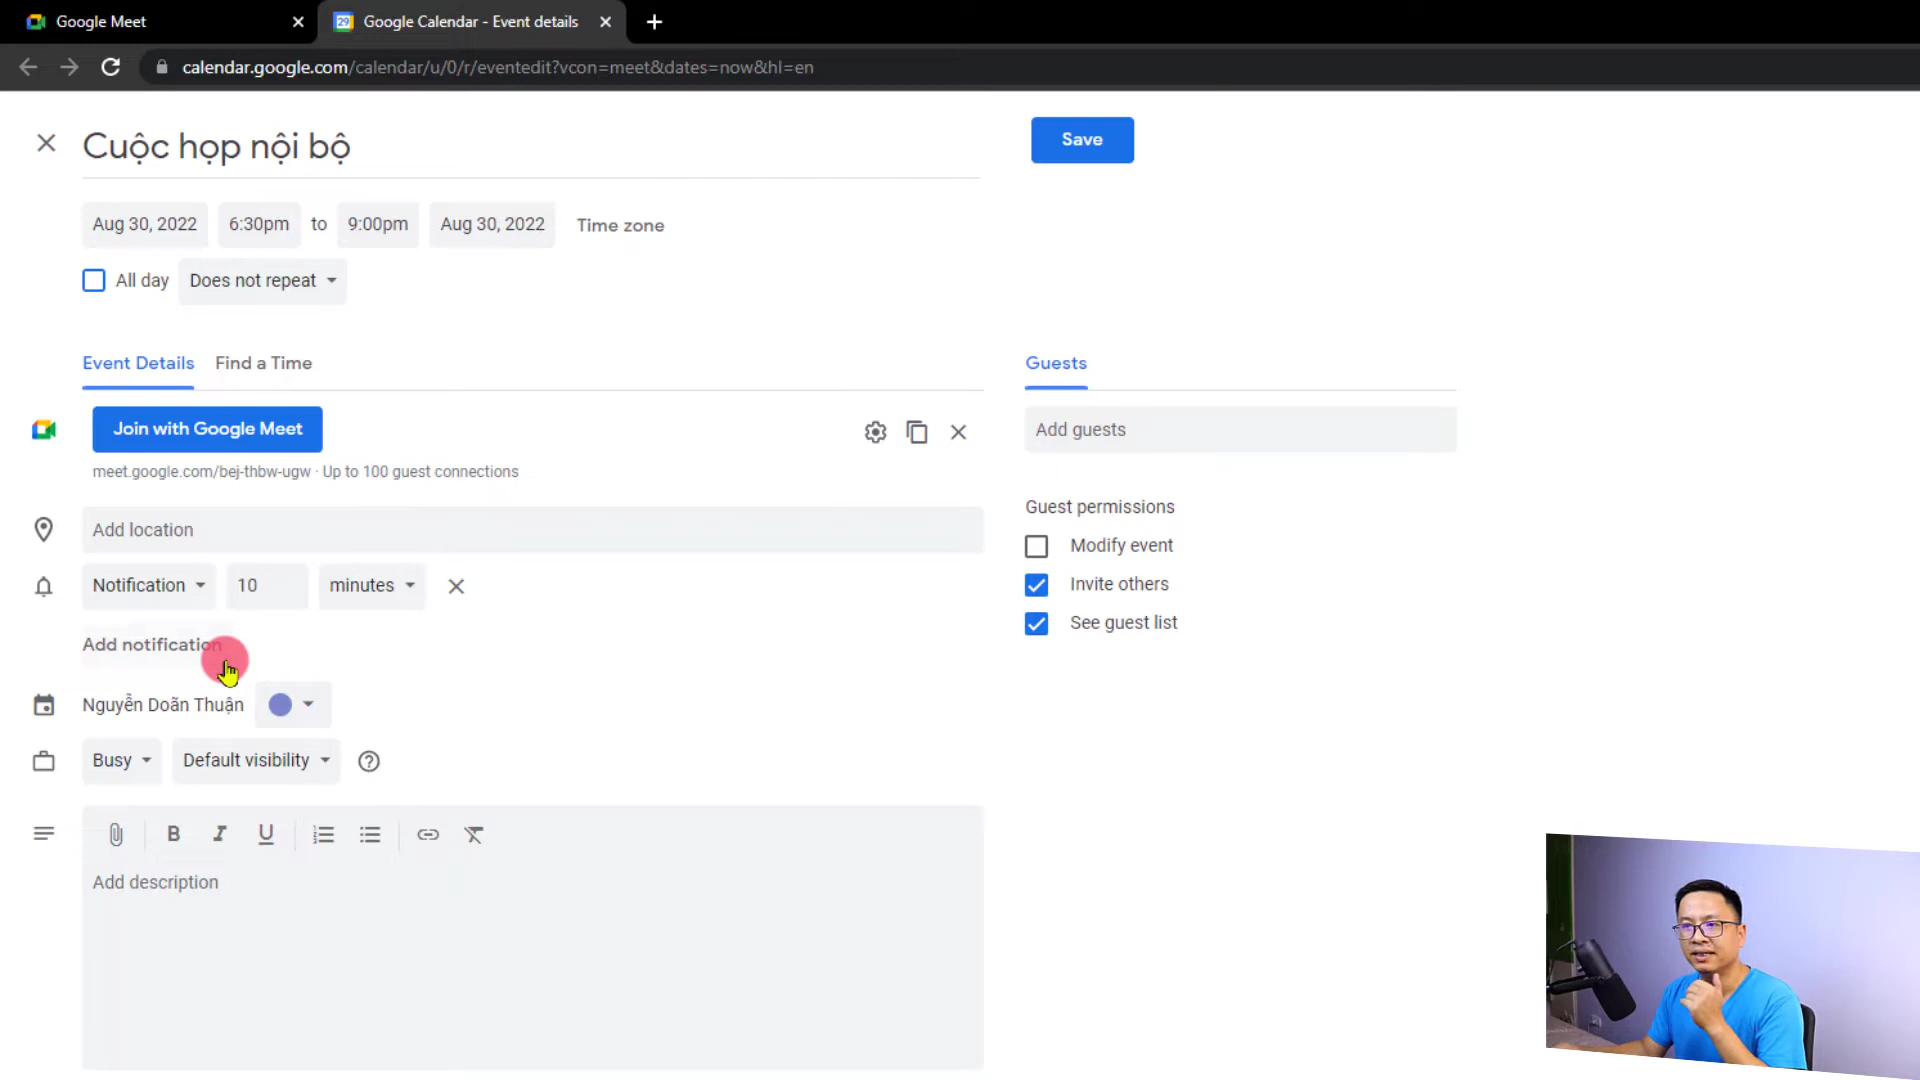 Google Meet
Google Calendar - Event details
calendar.google.com/calendar/u/0/r/eventedit?vcon=meet&dates=now&hl=en
Cuộc họp nội bộ
Save
Aug 30, 2022 6:30pm to 9:00pm Aug 30, 2022 Time zone
All day Does not repeat
Event Details Find a Time
Guests
Join with Google Meet
Add guests
meet.google.com/bej-thbw-ugw · Up to 100 guest connections
Guest permissions
Add location
Modify event
Notification 10 minutes
Invite others
See guest list
Add notification
Nguyễn Doãn Thuận
Busy Default visibility
B I U
Add description